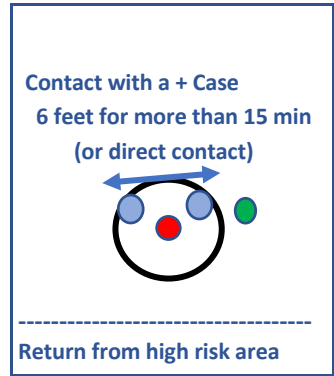 Contact with a + Case
6 feet for more than 15 min
(or direct contact)
-----------------------------------
Return from high risk area